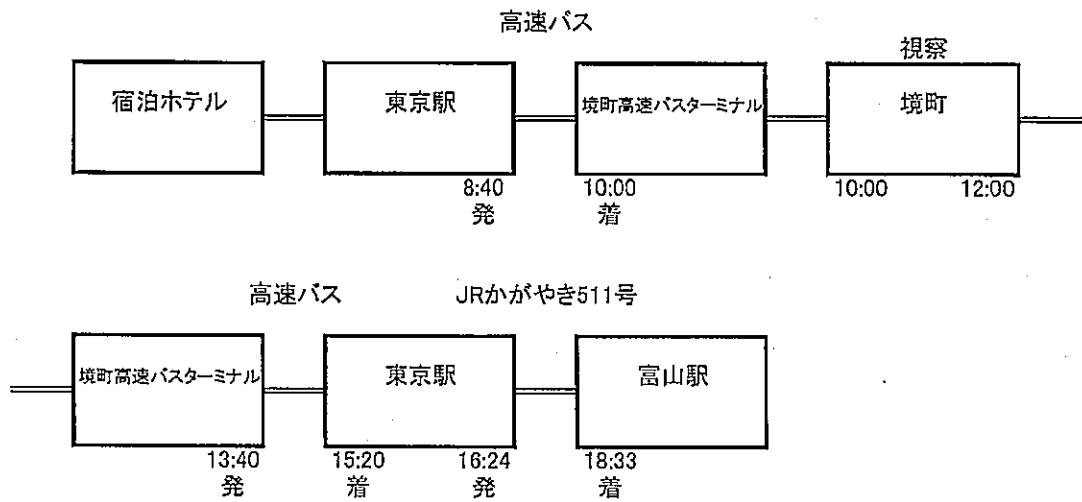 高速バス
視察
宿泊ホテル 東京駅 境町高速バスターミナル 境町
8:40 10:00 10:00 12:00
発 着
高速バス JRかがやき511号
境町高速バスターミナル 東京駅 富山駅
13:40 15:20 16:24 18:33
発 着 発 着